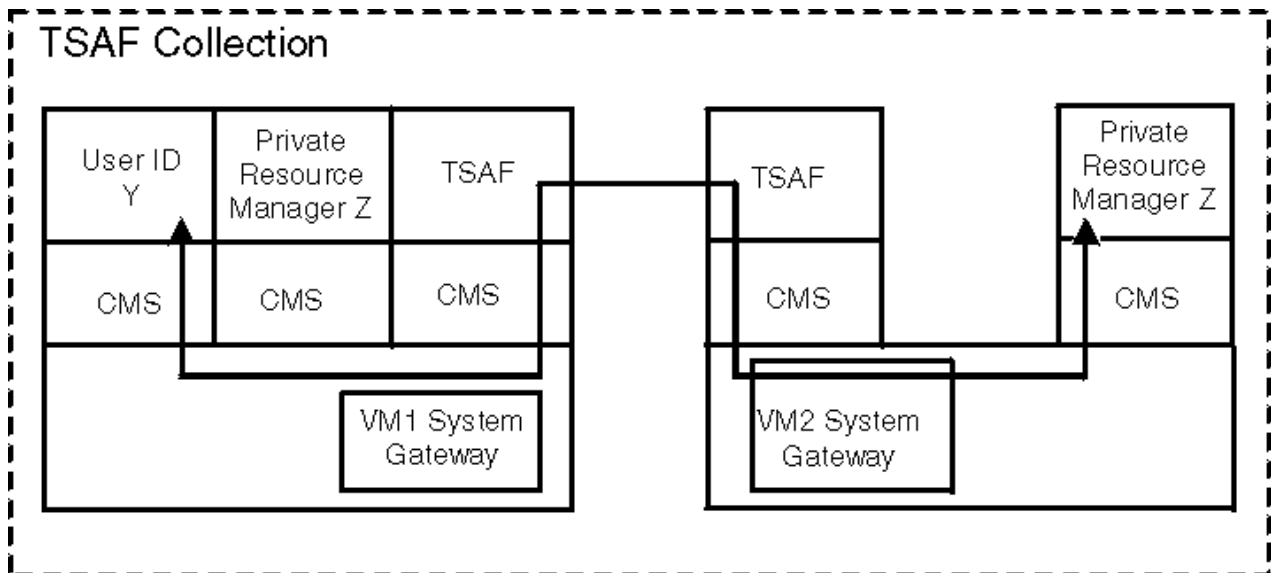 TSAF Collection
User ID
Y
Private
Resource
Manager Z
TSAF
TSAF
Private
Resource
Manager Z
CMS
CMS
CMS
CMS
CMS
VM1 System
Gateway
VM2 System
Gateway